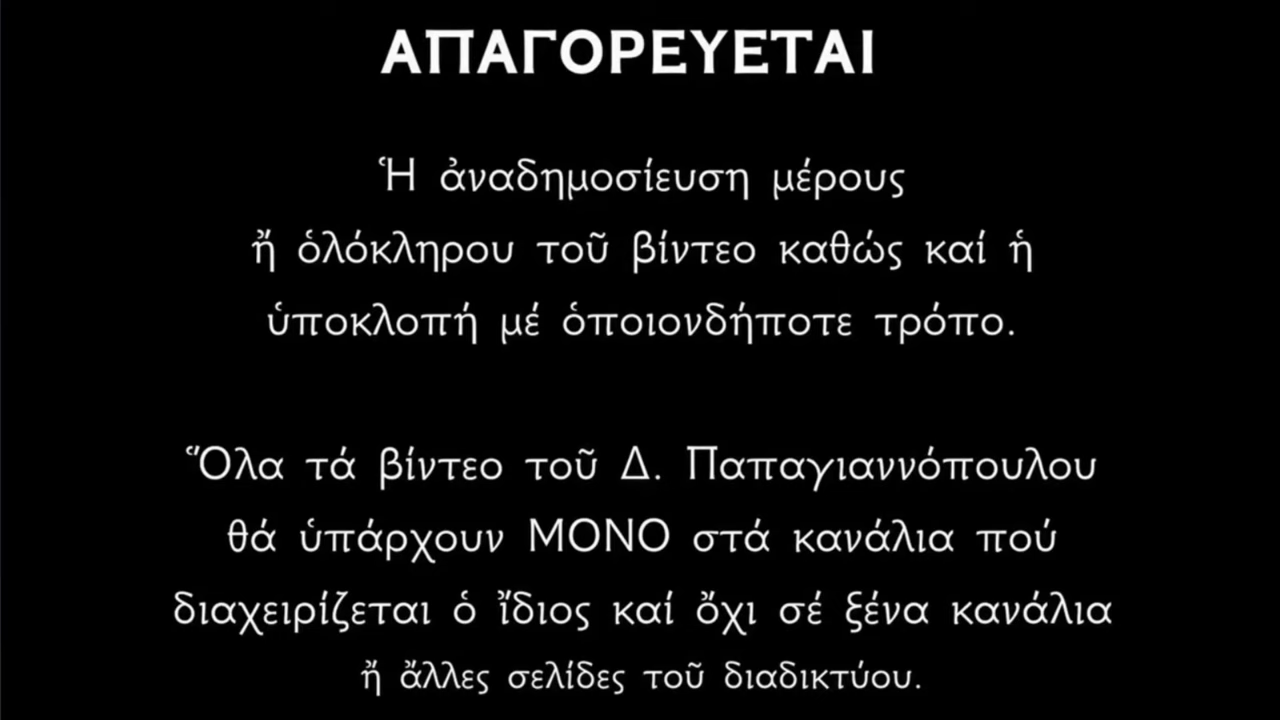 ΑΠΑΓΟΡΕΥΕΤΑΙ
Ἡ ἀναδημοσίευση μέρους
ἤ ὁλόκληρου τοῦ βίντεο καθώς καί ἡ
ὑποκλοπή μέ ὁποιονδήποτε τρόπο.
Ὅλα τά βίντεο τοῦ Δ. Παπαγιαννόπουλου
θά ὑπάρχουν ΜΟΝΟ στά κανάλια πού
διαχειρίζεται ὁ ἴδιος καί ὄχι σέ ξένα κανάλια
ἤ ἄλλες σελίδες τοῦ διαδικτύου.